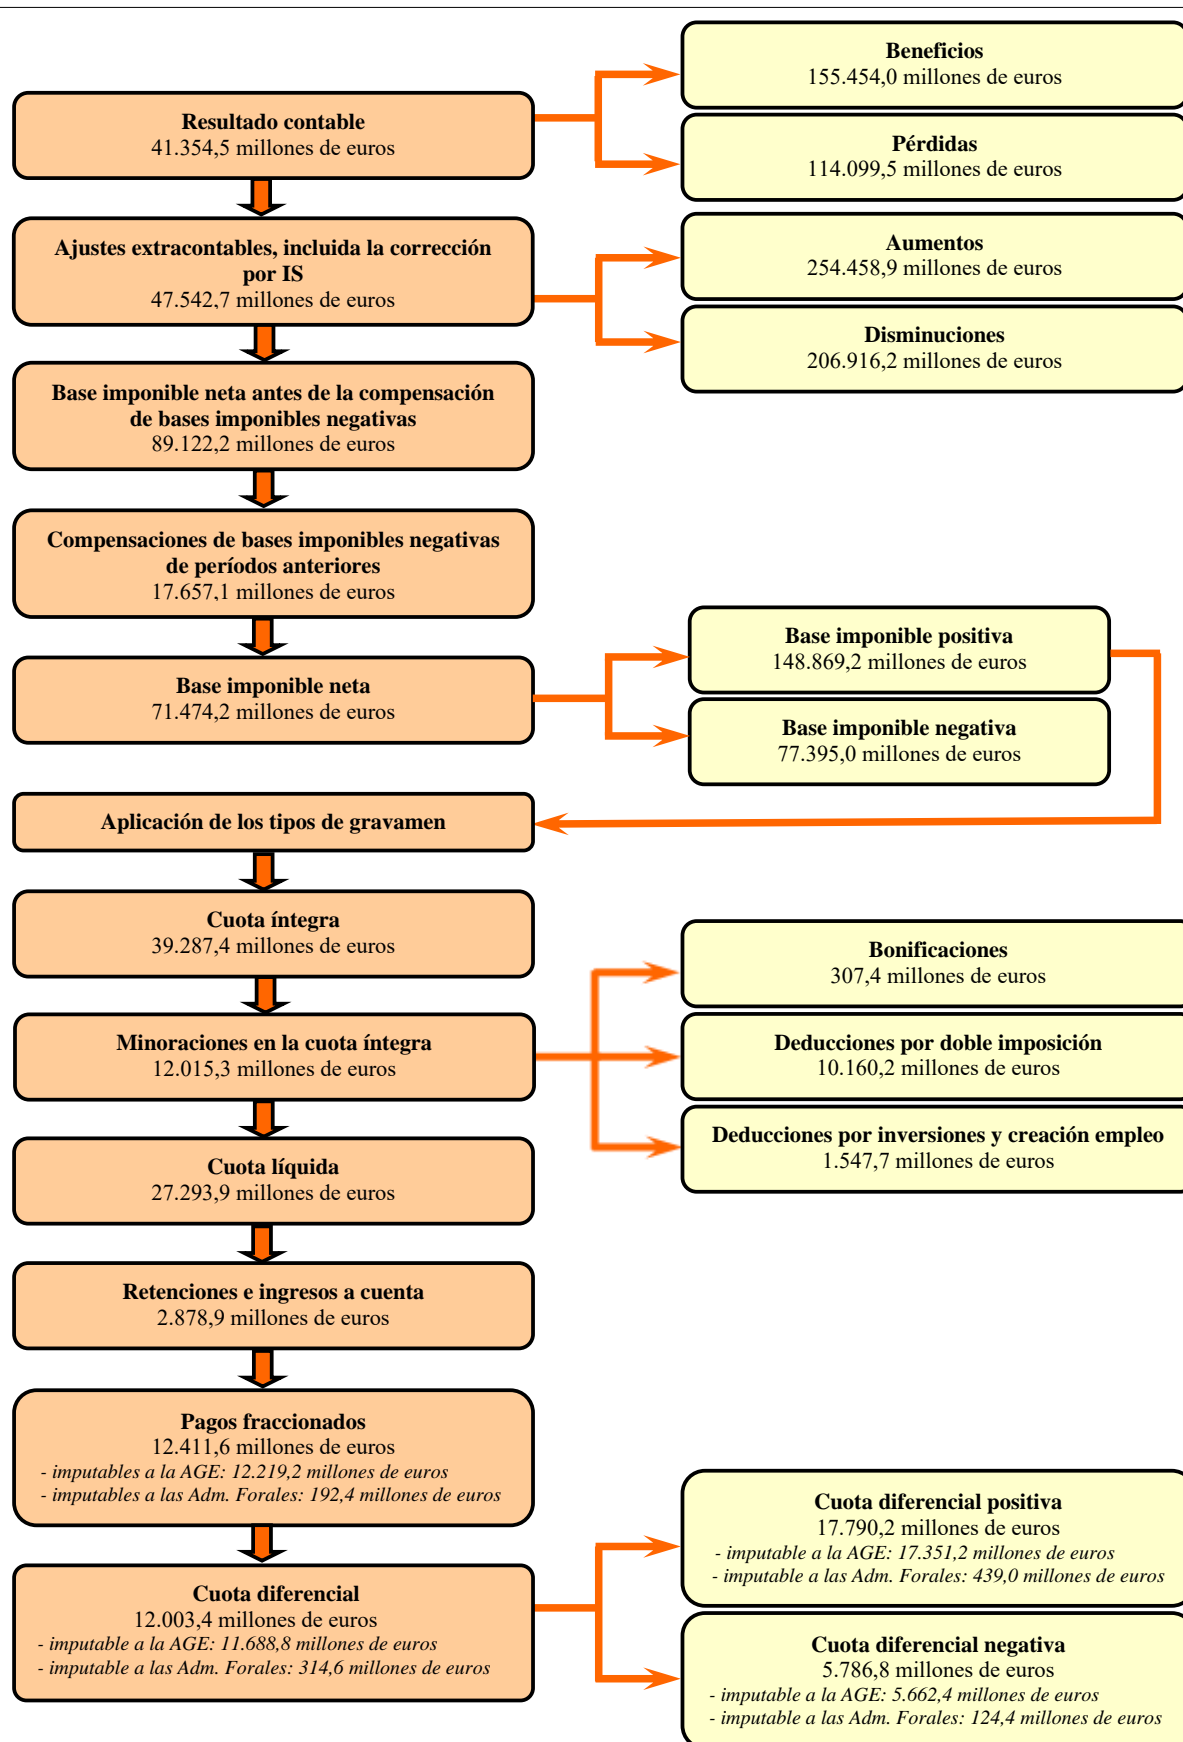 Resultado contable
41.354,5 millones de euros
Beneficios
155.454,0 millones de euros
Pérdidas
114.099,5 millones de euros
Ajustes extracontables, incluida la corrección
por IS
47.542,7 millones de euros
Aumentos
254.458,9 millones de euros
Disminuciones
206.916,2 millones de euros
Base imponible neta antes de la compensación
de bases imponibles negativas
89.122,2 millones de euros
Compensaciones de bases imponibles negativas
de períodos anteriores
17.657,1 millones de euros
Base imponible neta
71.474,2 millones de euros
Base imponible positiva
148.869,2 millones de euros
Base imponible negativa
77.395,0 millones de euros
Aplicación de los tipos de gravamen
Cuota íntegra
39.287,4 millones de euros
Minoraciones en la cuota íntegra
12.015,3 millones de euros
Bonificaciones
307,4 millones de euros
Deducciones por doble imposición
10.160,2 millones de euros
Deducciones por inversiones y creación empleo
1.547,7 millones de euros
Cuota líquida
27.293,9 millones de euros
Retenciones e ingresos a cuenta
2.878,9 millones de euros
Pagos fraccionados
12.411,6 millones de euros
- imputables a la AGE: 12.219,2 millones de euros
- imputables a las Adm. Forales: 192,4 millones de euros
Cuota diferencial
12.003,4 millones de euros
- imputable a la AGE: 11.688,8 millones de euros
- imputable a las Adm. Forales: 314,6 millones de euros
Cuota diferencial positiva
17.790,2 millones de euros
- imputable a la AGE: 17.351,2 millones de euros
- imputable a las Adm. Forales: 439,0 millones de euros
Cuota diferencial negativa
5.786,8 millones de euros
- imputable a la AGE: 5.662,4 millones de euros
- imputable a las Adm. Forales: 124,4 millones de euros